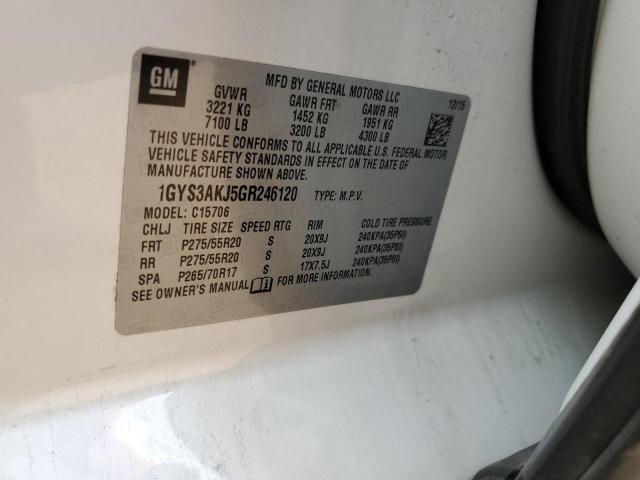 GM
MFD BY GENERAL MOTORS LLC
12/15
GVWR GAWR FRT GAWR RR
3221 KG 1452 KG 1951 KG
7100 LB 3200 LB 4300 LB
THIS VEHICLE CONFORMS TO ALL APPLICABLE U.S. FEDERAL MOTOR
VEHICLE SAFETY STANDARDS IN EFFECT ON THE DATE OF
MANUFACTURE SHOWN ABOVE.
1GYS3AKJ5GR246120 TYPE: M.P.V.
MODEL: C15706
CHLJ TIRE SIZE SPEED RTG RIM COLD TIRE PRESSURE
FRT P275/55R20 S 20X9J 240KPA(35PSI)
RR P275/55R20 S 20X9J 240KPA(35PSI)
SPA P265/70R17 S 17X7.5J 240KPA(35PSI)
SEE OWNER'S MANUAL FOR MORE INFORMATION.